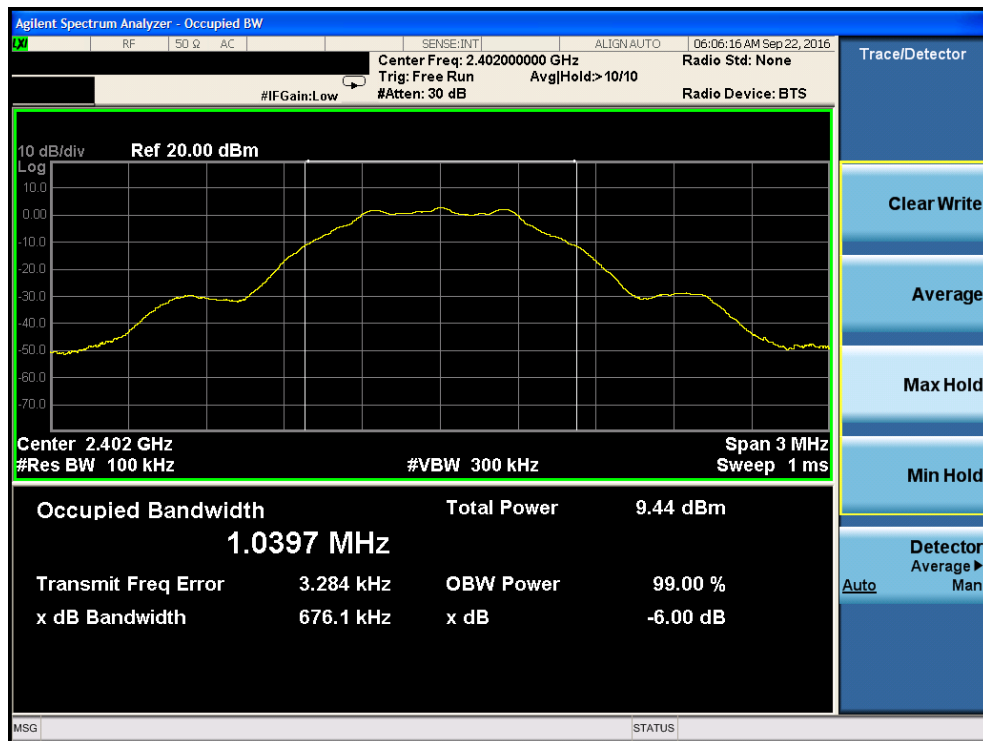 Agilent Spectrum Analyzer - Occupied BW
LXI RF 50 Ω AC SENSE:INT ALIGN AUTO 06:06:16 AM Sep 22, 2016
Center Freq: 2.402000000 GHz Radio Std: None
Trig: Free Run Avg|Hold:> 10/10
#IFGain:Low #Atten: 30 dB Radio Device: BTS
10 dB/div Ref 20.00 dBm
Log
10.0
0.00
-10.0
-20.0
-30.0
-40.0
-50.0
-60.0
-70.0
Center 2.402 GHz Span 3 MHz
#Res BW 100 kHz #VBW 300 kHz Sweep 1 ms
Occupied Bandwidth Total Power 9.44 dBm
1.0397 MHz
Transmit Freq Error 3.284 kHz OBW Power 99.00 %
x dB Bandwidth 676.1 kHz x dB -6.00 dB
MSG STATUS
Trace/Detector
Clear Write
Average
Max Hold
Min Hold
Detector
Average
Auto Man